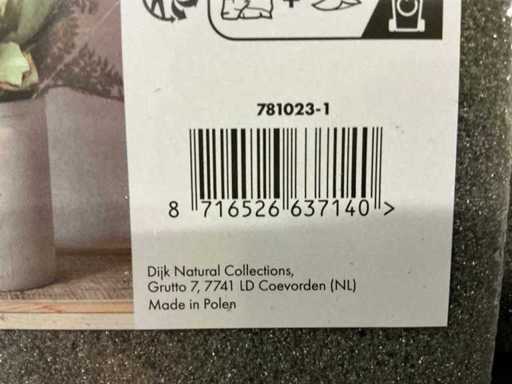 781023-1
8 716526 637140 >
Dijk Natural Collections,
Grutto 7, 7741 LD Coevorden (NL)
Made in Polen